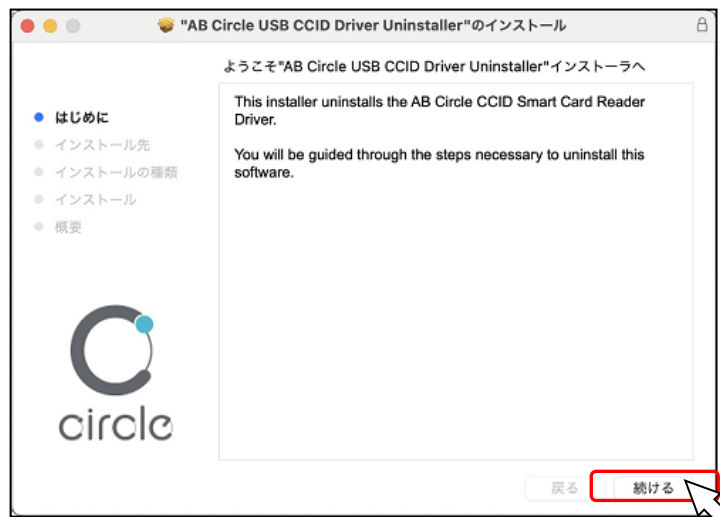 "AB Circle USB CCID Driver Uninstaller"のインストール
ようこそ"AB Circle USB CCID Driver Uninstaller"インストーラへ
はじめに
インストール先
インストールの種類
インストール
概要
This installer uninstalls the AB Circle CCID Smart Card Reader
Driver.
You will be guided through the steps necessary to uninstall this
software.
circle
戻る
続ける